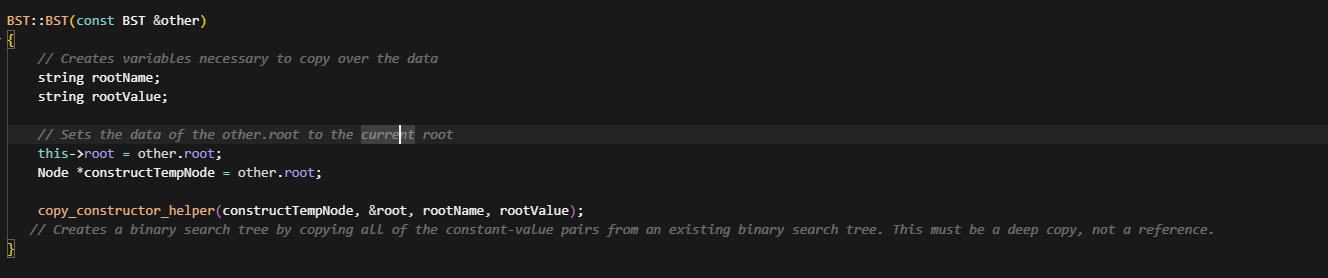 BST::BST(const BST &other)
{
    // Creates variables necessary to copy over the data
    string rootName;
    string rootValue;

    // Sets the data of the other.root to the current root
    this->root = other.root;
    Node *constructTempNode = other.root;

    copy_constructor_helper(constructTempNode, &root, rootName, rootValue);
   // Creates a binary search tree by copying all of the constant-value pairs from an existing binary search tree. This must be a deep copy, not a reference.
}